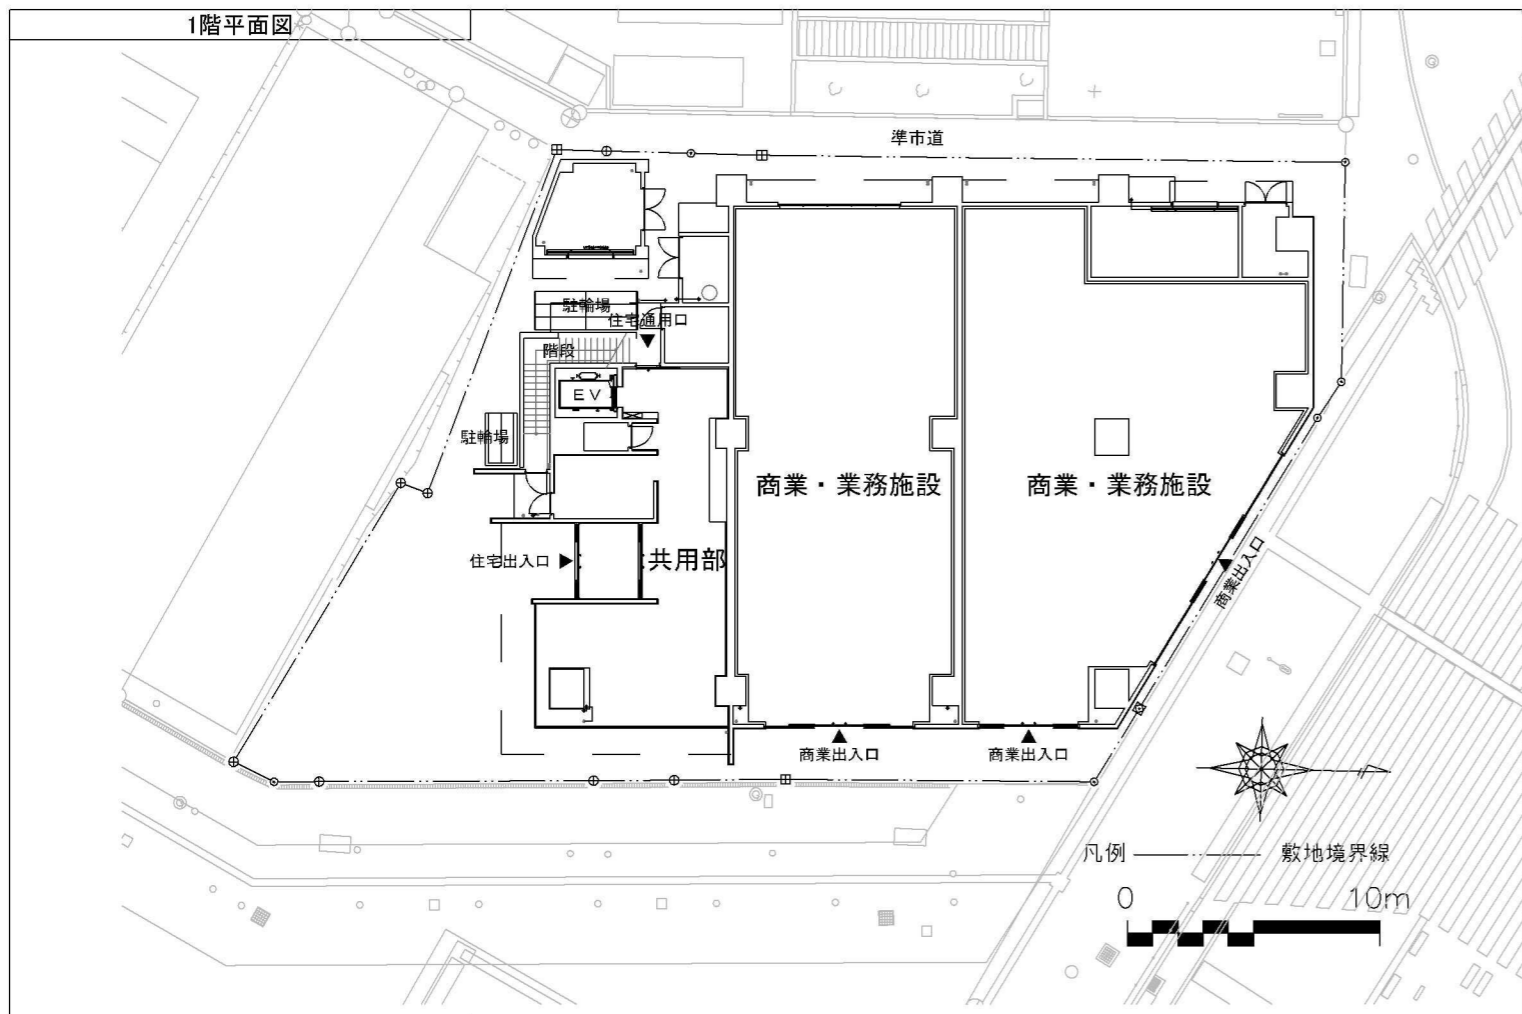 1階平面図
準市道
駐輪場
住宅通用口
階段
EV
駐輪場
商業・業務施設
商業・業務施設
住宅出入口
共用部
商業出入口
商業出入口
商業出入口
凡例
敷地境界線
0
10m